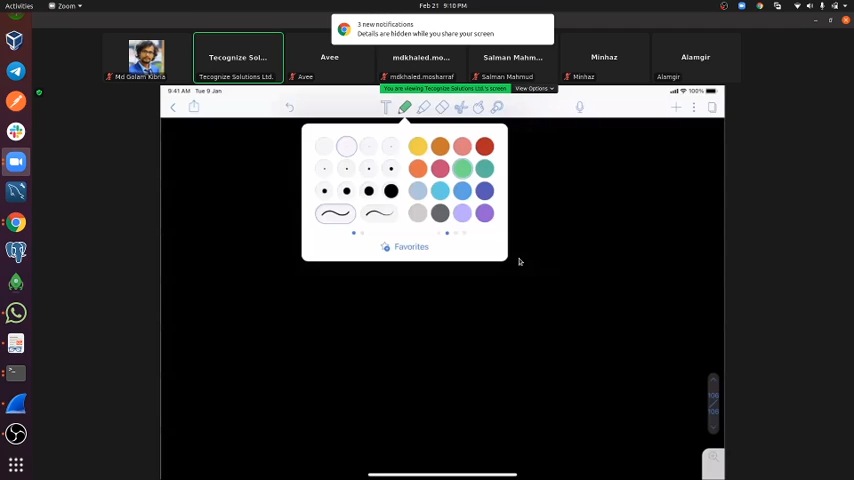 Activities
Zoom
Feb 21 9:10 PM
3 new notifications
Details are hidden while you share your screen
Md Golam Kibria
Tecognize Sol...
Tecognize Solutions Ltd.
Avee
Avee
mdkhaled.mo...
mdkhaled.mosharraf
Salman Mahm...
Salman Mahmud
Minhaz
Minhaz
Alamgir
Alamgir
You are viewing Tecognize Solutions Ltd.'s screen
View Options
9:41 AM Tue 9 Jan
100%
T
Favorites
106
106